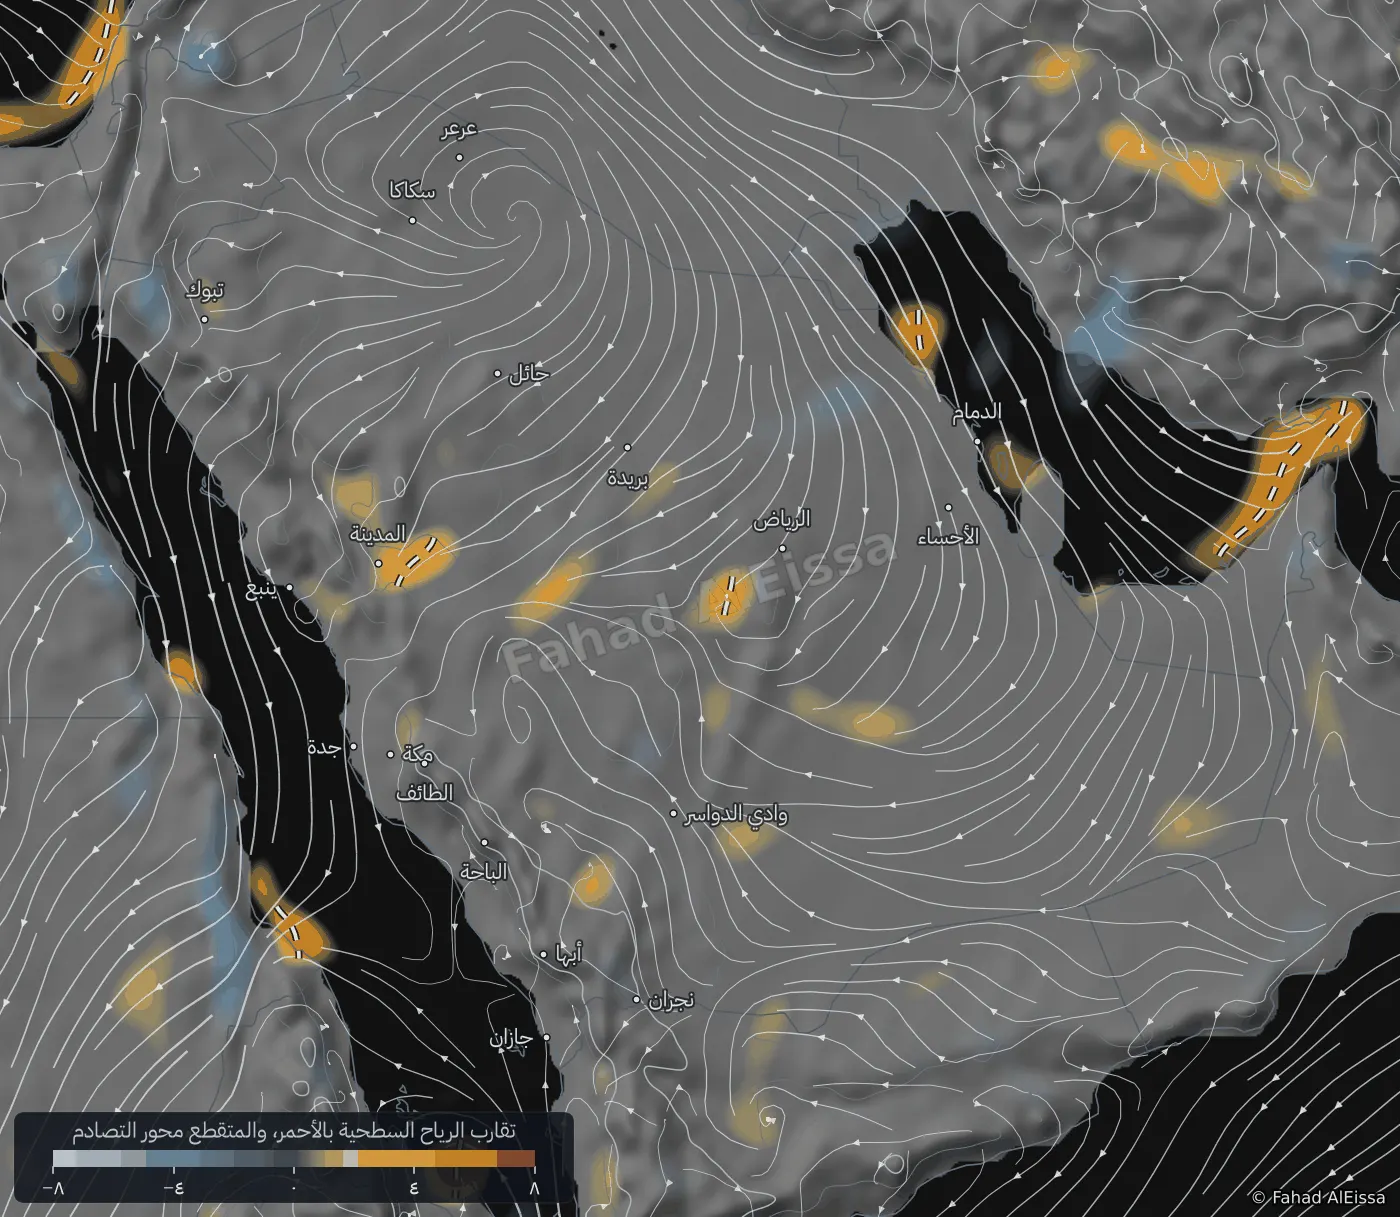 عرعر
سكاكا
تبوك
حائل
الدمام
بريدة
الرياض
الأحساء
المدينة
ينبع
Fahad AlEissa
جدة
مكة
الطائف
وادي الدواسر
الباحة
أبها
نجران
جازان
تقارب الرياح السطحية بالأحمر، والمتقطع محور التصادم
−٨ −٤ ٠ ٤ ٨
© Fahad AlEissa